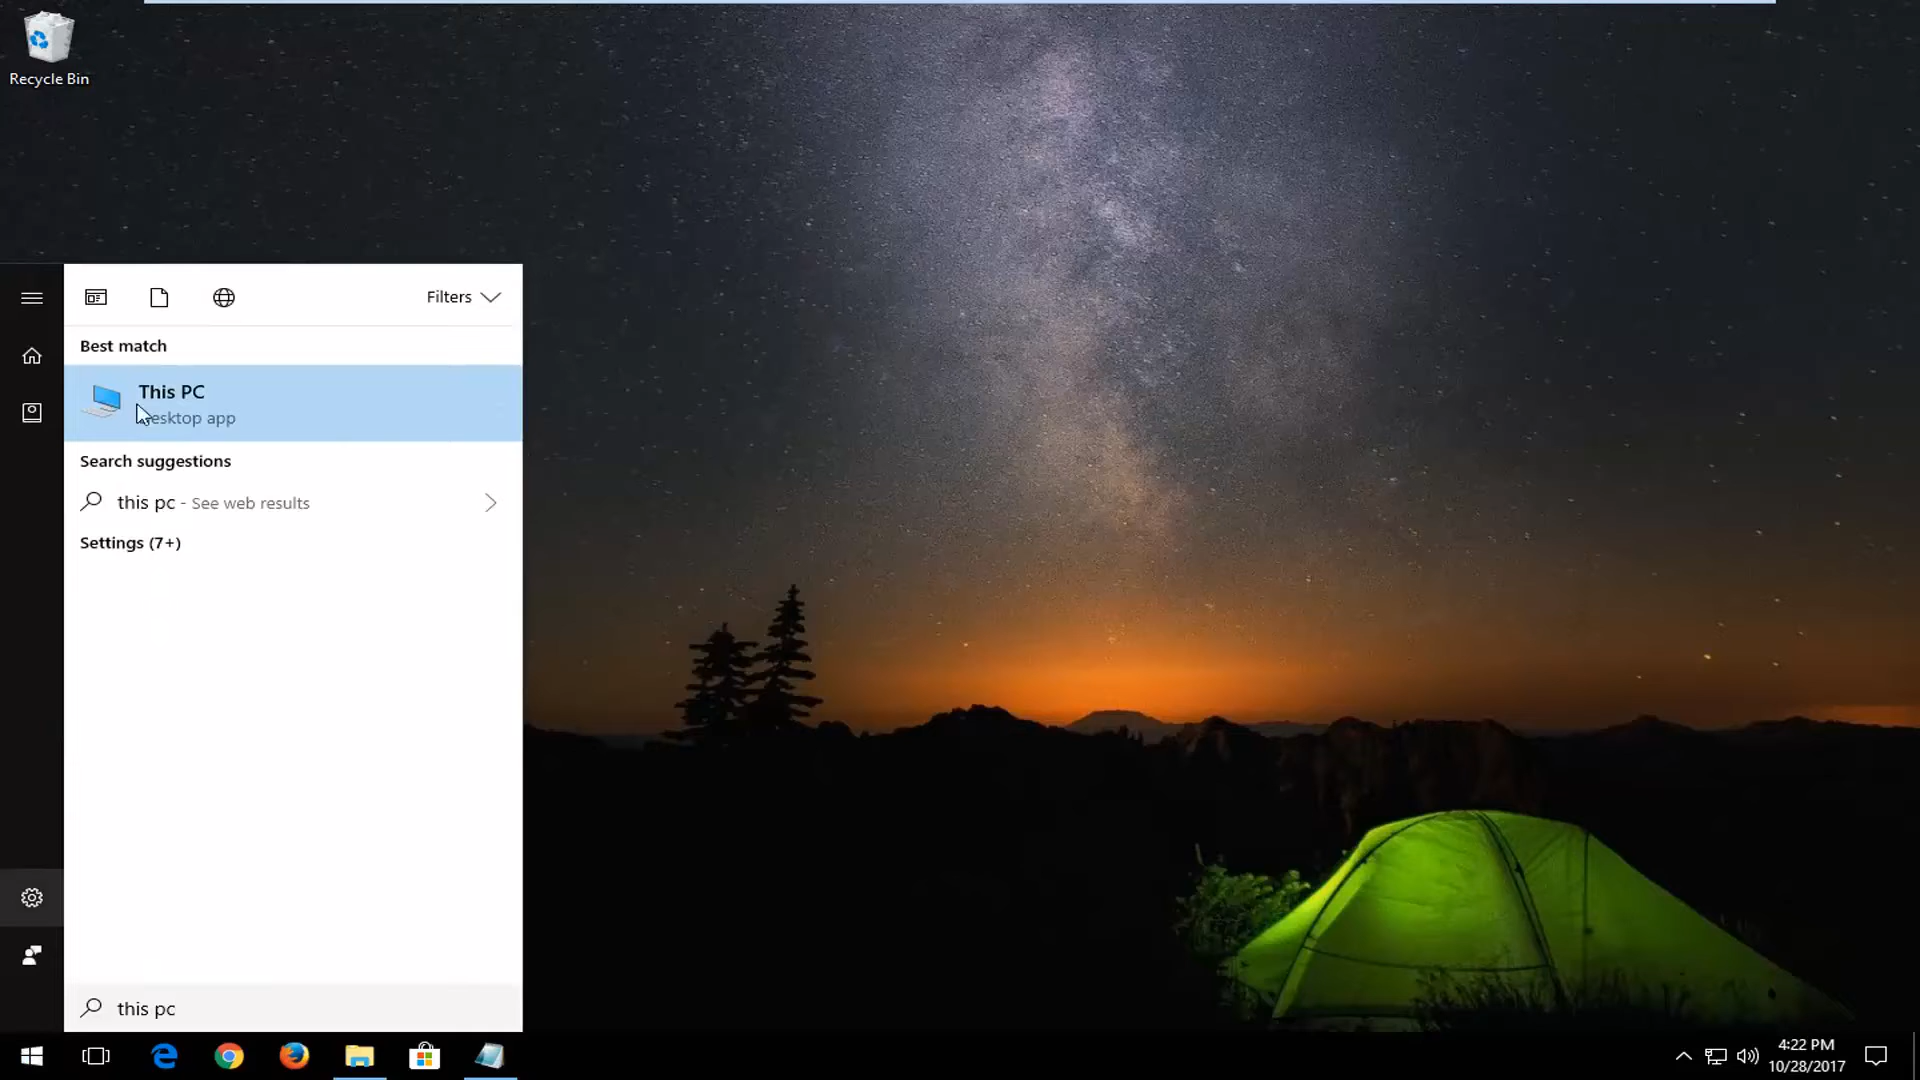 Recycle Bin
Filters
Best match
This PC
Desktop app
Search suggestions
this pc - See web results
Settings (7+)
this pc
4:22 PM
10/28/2017